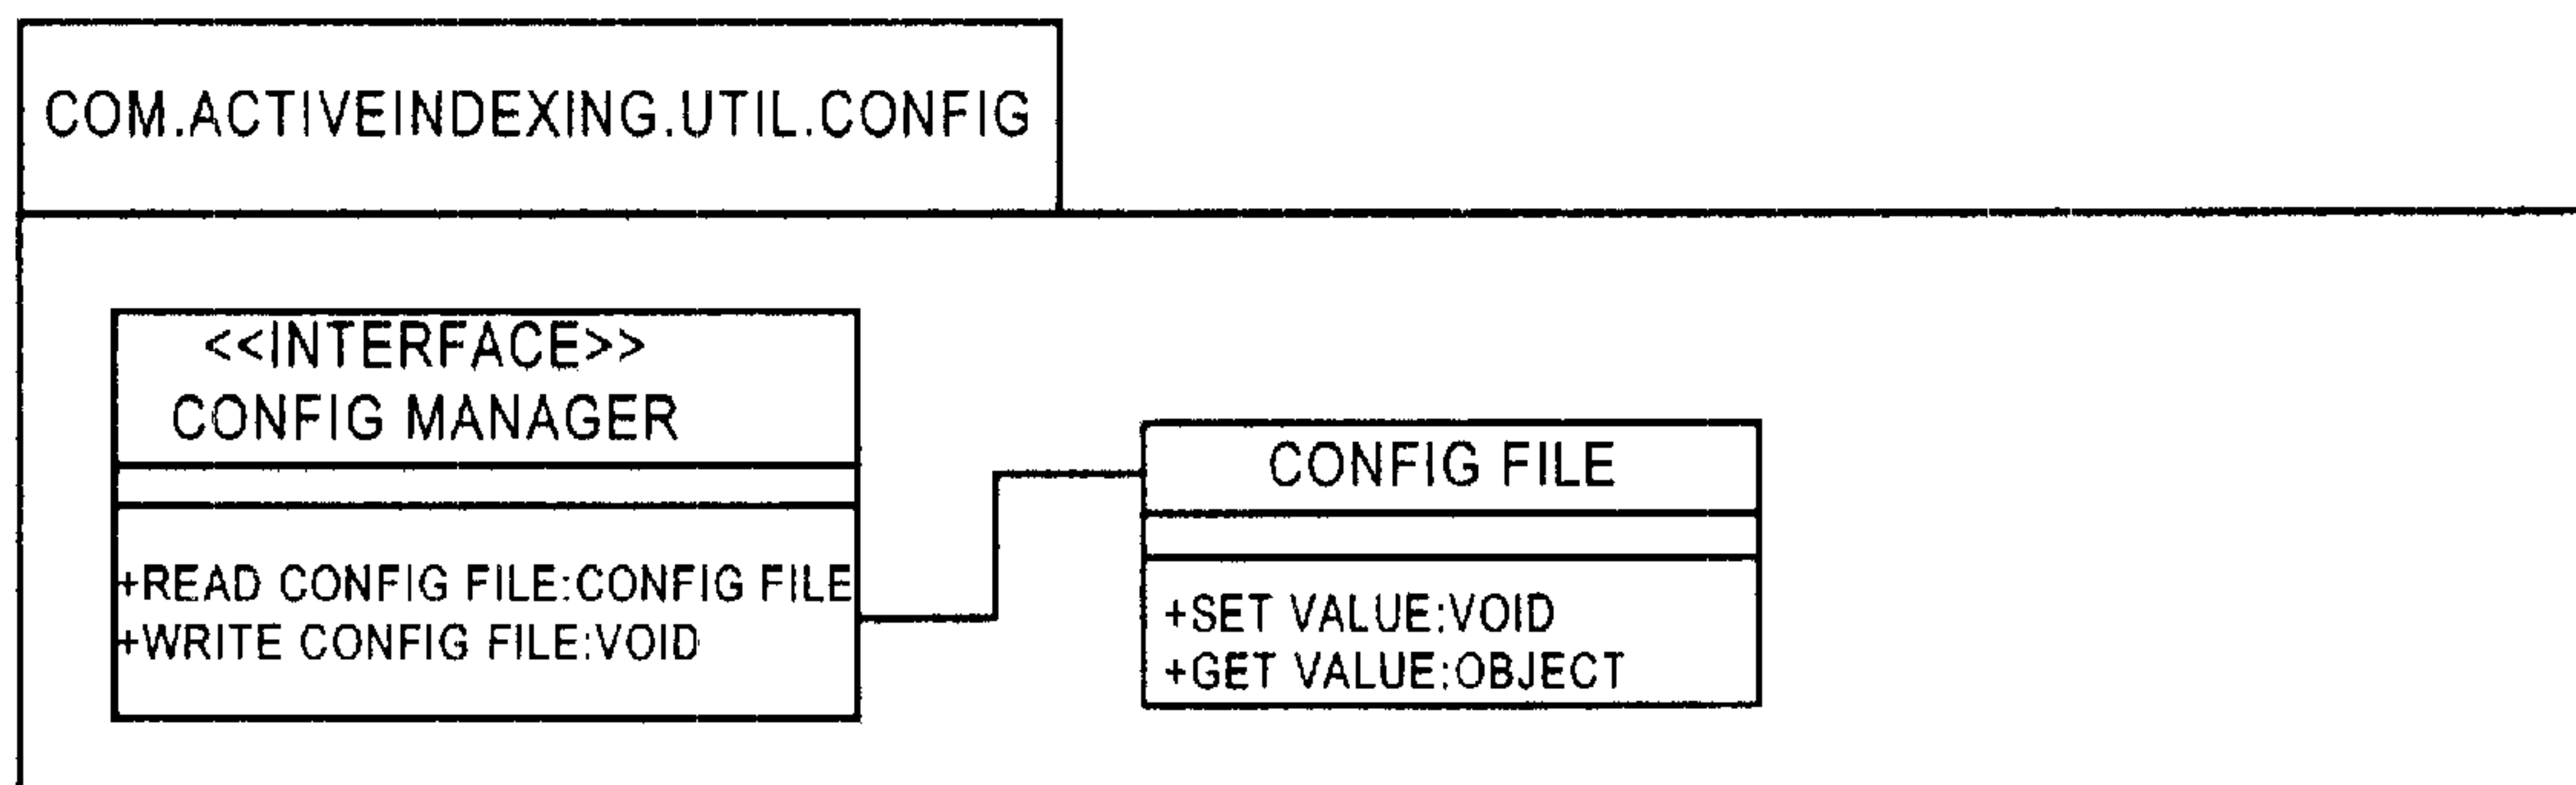 COM.ACTIVEINDEXING.UTIL.CONFIG
<<INTERFACE>>
CONFIG MANAGER
+READ CONFIG FILE:CONFIG FILE
+WRITE CONFIG FILE:VOID
CONFIG FILE
+SET VALUE:VOID
+GET VALUE:OBJECT